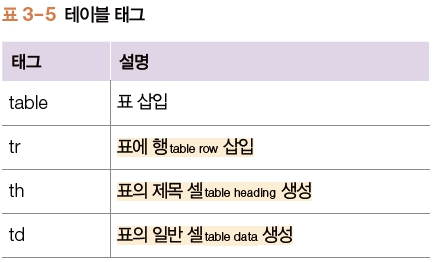 표 3-5 테이블 태그
태그 설명
table 표 삽입
tr 표에 행table row 삽입
th 표의 제목 셀table heading 생성
td 표의 일반 셀table data 생성